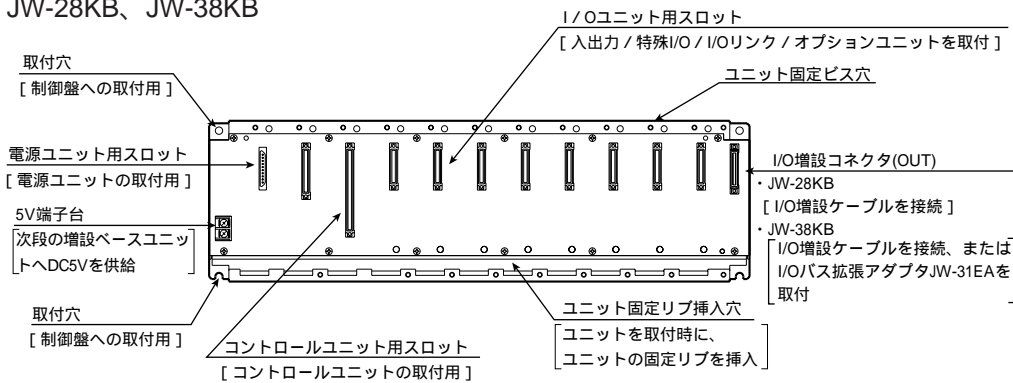 JW-28KB、JW-38KB
I / Oユニット用スロット
[ 入出力 / 特殊I/O / I/Oリンク / オプションユニットを取付 ]
ユニット固定ビス穴
取付穴
[ 制御盤への取付用 ]
電源ユニット用スロット
[ 電源ユニットの取付用 ]
5V端子台
次段の増設ベースユニッ
トへDC5Vを供給
取付穴
[ 制御盤への取付用 ]
コントロールユニット用スロット
[ コントロールユニットの取付用 ]
ユニット固定リブ挿入穴
ユニットを取付時に、
ユニットの固定リブを挿入
I/O増設コネクタ(OUT)
・JW-28KB
[ I/O増設ケーブルを接続 ]
・JW-38KB
I/O増設ケーブルを接続、または
I/Oバス拡張アダプタJW-31EAを
取付